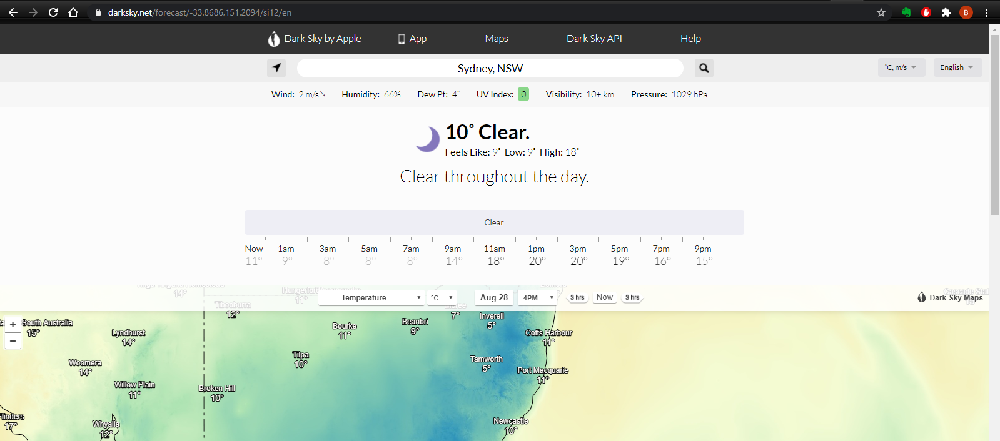 darksky.net/forecast/-33.8686,151.2094/si12/en
B
Dark Sky by Apple App Maps Dark Sky API Help
Sydney, NSW
°C, m/s English
Wind: 2 m/s Humidity: 66% Dew Pt: 4° UV Index: 0 Visibility: 10+ km Pressure: 1029 hPa
10° Clear.
Feels Like: 9° Low: 9° High: 18°
Clear throughout the day.
Clear
Now 1am 3am 5am 7am 9am 11am 1pm 3pm 5pm 7pm 9pm
11° 9° 8° 8° 8° 14° 18° 20° 20° 19° 16° 15°
14°
11°
Temperature °C Aug 28 4PM 3 hrs Now 3 hrs
Dark Sky Maps
Tibooburra
12°
7°
South Australia
15°
Lyndhurst
14°
Bourke
11°
Beanbri
9°
Inverell
5°
Coffs Harbour
11°
Woomera
14°
Tilpa
10°
Tamworth
5°
Port Macquarie
11°
Willow Plain
11°
Broken Hill
10°
Flinders
17°
Whyalla
12°
Newcastle
10°
+
−